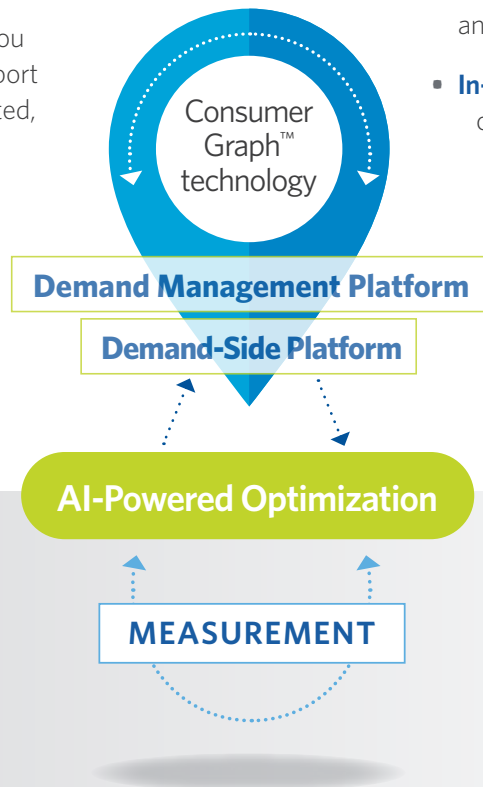 ou
port
ted,
an
• In-
c
Consumer
Graph™
technology
Demand Management Platform
Demand-Side Platform
AI-Powered Optimization
MEASUREMENT